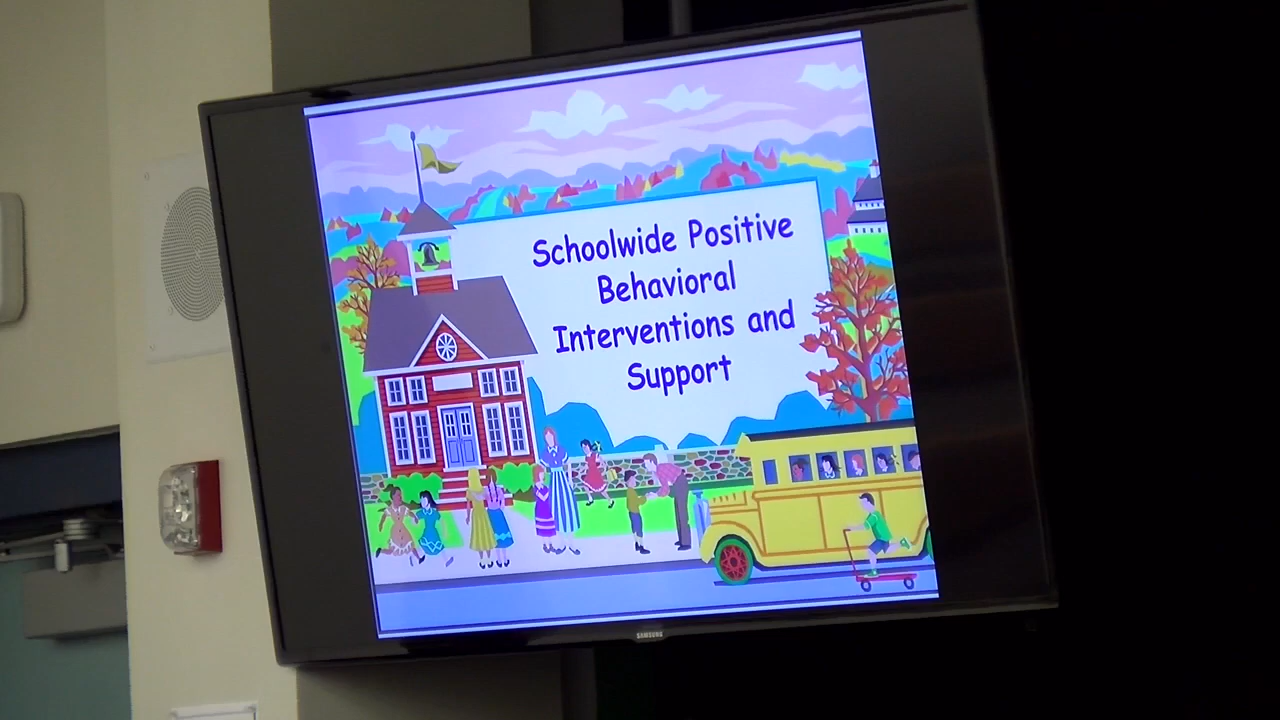 Schoolwide Positive
Behavioral
Interventions and
Support
SAMSUNG